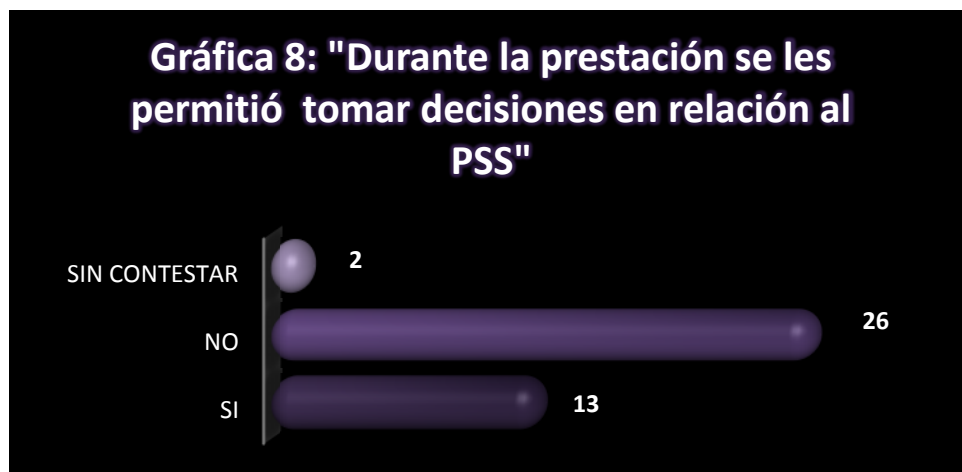 Gráfica 8: "Durante la prestación se les
permitió tomar decisiones en relación al
PSS"
SIN CONTESTAR 2
NO 26
SI 13